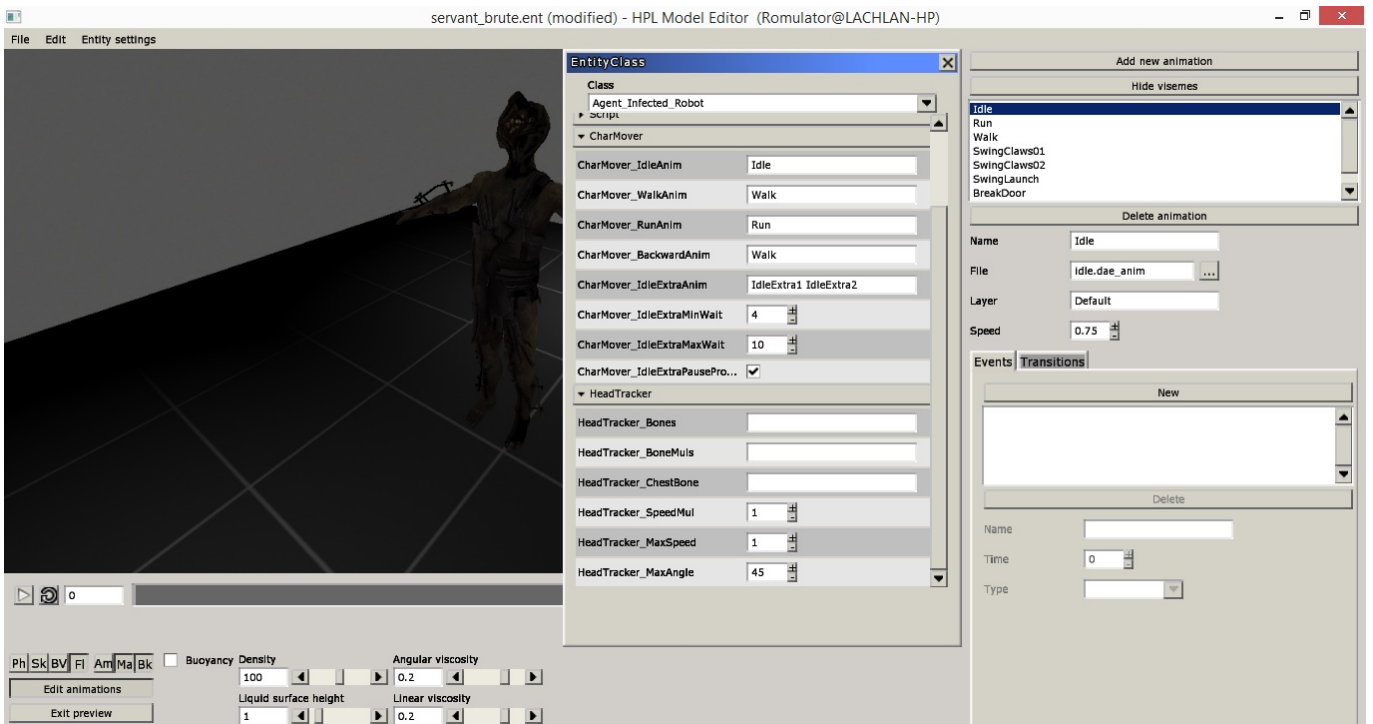 servant_brute.ent (modified) - HPL Model Editor (Romulator@LACHLAN-HP)
File Edit Entity settings
EntityClass
Class
Agent_Infected_Robot
Script
CharMover
CharMover_IdleAnim Idle
CharMover_WalkAnim Walk
CharMover_RunAnim Run
CharMover_BackwardAnim Walk
CharMover_IdleExtraAnim IdleExtra1 IdleExtra2
CharMover_IdleExtraMinWait 4
CharMover_IdleExtraMaxWait 10
CharMover_IdleExtraPausePro...
HeadTracker
HeadTracker_Bones
HeadTracker_BoneMuls
HeadTracker_ChestBone
HeadTracker_SpeedMul 1
HeadTracker_MaxSpeed 1
HeadTracker_MaxAngle 45
Add new animation
Hide visemes
Idle
Run
Walk
SwingClaws01
SwingClaws02
SwingLaunch
BreakDoor
Delete animation
Name Idle
File idle.dae_anim ...
Layer Default
Speed 0.75
Events Transitions
New
Delete
Name
Time 0
Type
0
Ph Sk BV Fl Am Ma Bk
Edit animations
Exit preview
Buoyancy Density Angular viscosity
100 0.2
Liquid surface height Linear viscosity
1 0.2